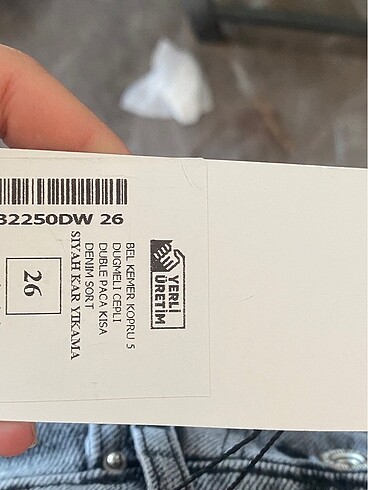 32250DW 26
YERLİ
ÜRETİM
BEL KEMER KOPRU 5
DUGMELI CEPLI
DUBLE PACA KISA
DENIM SORT
SIYAH KAR YIKAMA
26